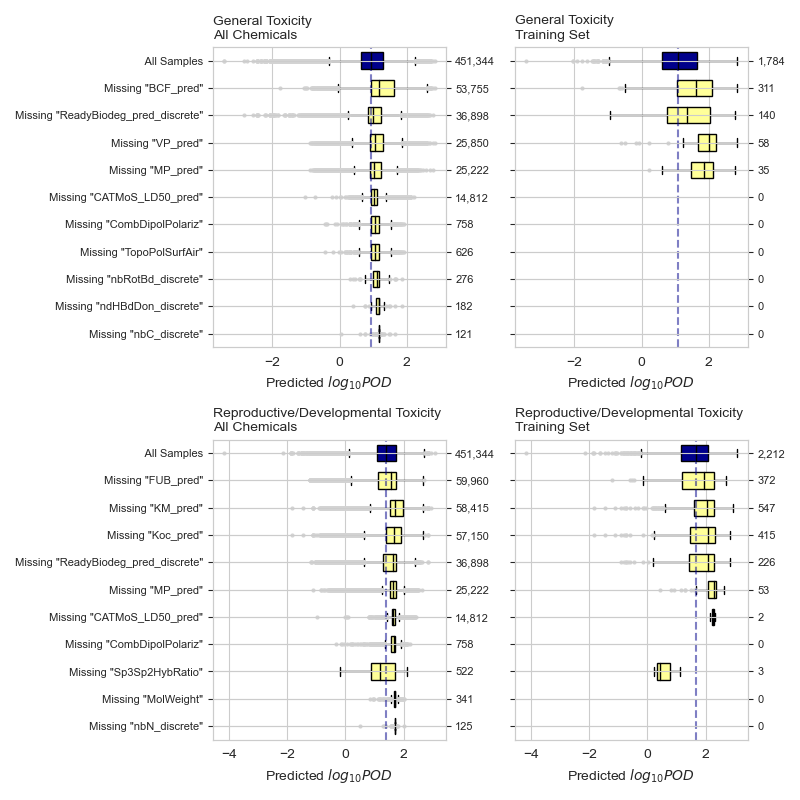 General Toxicity
All Chemicals
General Toxicity
Training Set
All Samples
451,344
1,784
Missing "BCF_pred"
53,755
311
Missing "ReadyBiodeg_pred_discrete"
36,898
140
Missing "VP_pred"
25,850
58
Missing "MP_pred"
25,222
35
Missing "CATMoS_LD50_pred"
14,812
0
Missing "CombDipolPolariz"
758
0
Missing "TopoPolSurfAir"
626
0
Missing "nbRotBd_discrete"
276
0
Missing "ndHBdDon_discrete"
182
0
Missing "nbC_discrete"
121
0
−2 0 2
−2 0 2
Predicted log10POD
Predicted log10POD
Reproductive/Developmental Toxicity
All Chemicals
Reproductive/Developmental Toxicity
Training Set
All Samples
451,344
2,212
Missing "FUB_pred"
59,960
372
Missing "KM_pred"
58,415
547
Missing "Koc_pred"
57,150
415
Missing "ReadyBiodeg_pred_discrete"
36,898
226
Missing "MP_pred"
25,222
53
Missing "CATMoS_LD50_pred"
14,812
2
Missing "CombDipolPolariz"
758
0
Missing "Sp3Sp2HybRatio"
522
3
Missing "MolWeight"
341
0
Missing "nbN_discrete"
125
0
−4 −2 0 2
−4 −2 0 2
Predicted log10POD
Predicted log10POD